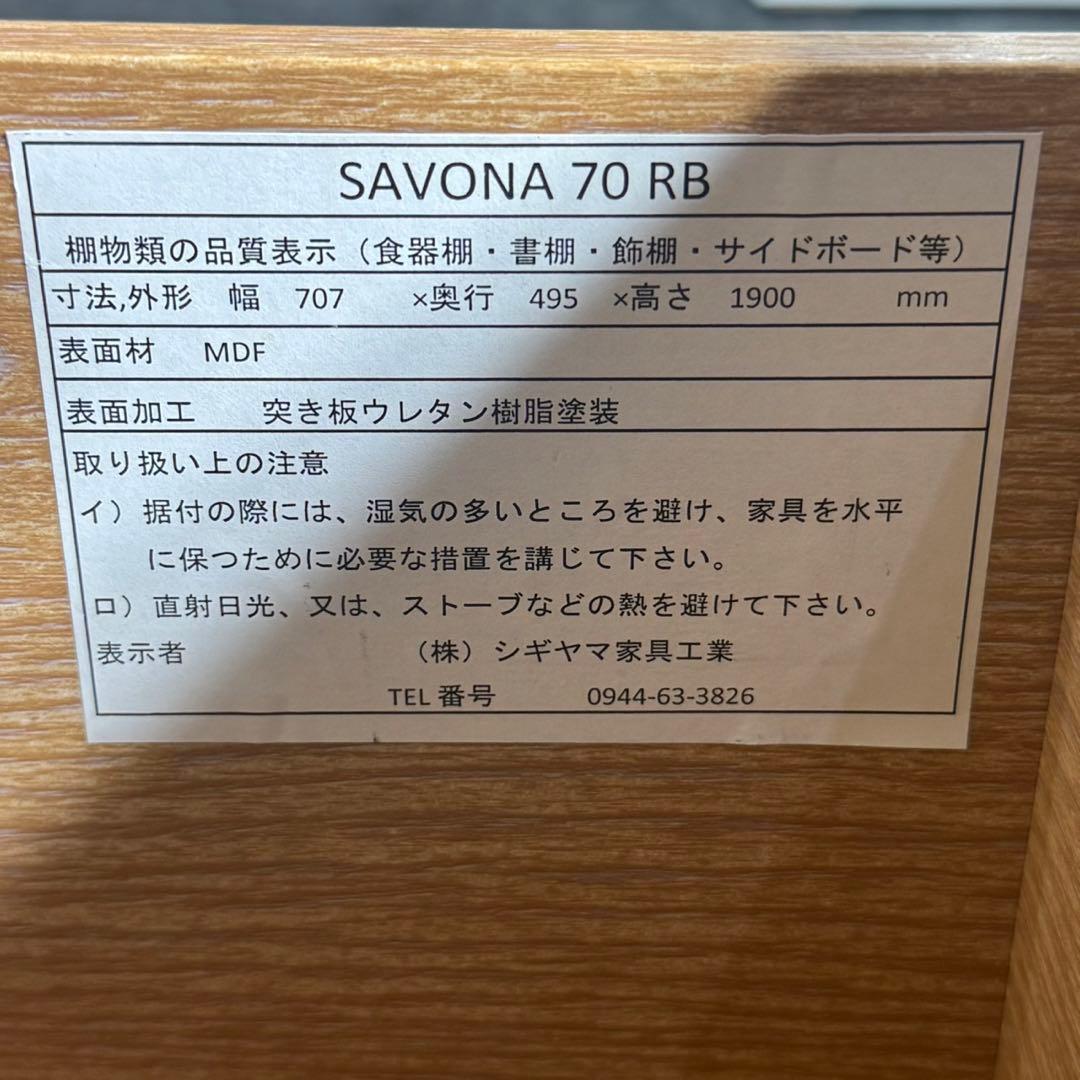 SAVONA 70 RB
棚物類の品質表示（食器棚・書棚・飾棚・サイドボード等）
寸法,外形 幅 707 ×奥行 495 ×高さ 1900 mm
表面材 MDF
表面加工 突き板ウレタン樹脂塗装
取り扱い上の注意
イ）据付の際には、湿気の多いところを避け、家具を水平
に保つために必要な措置を講じて下さい。
ロ）直射日光、又は、ストーブなどの熱を避けて下さい。
表示者 （株）シギヤマ家具工業
TEL 番号 0944-63-3826